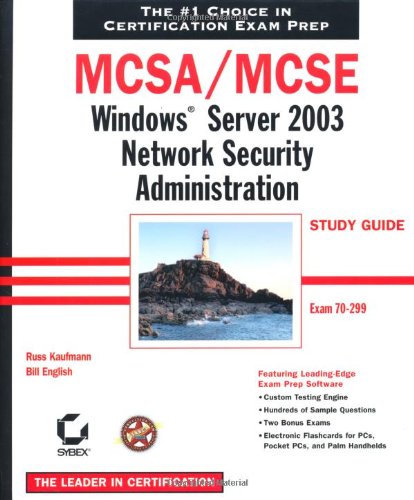 THE #1 CHOICE IN
CERTIFICATION EXAM PREP
MCSA/MCSE
Windows® Server 2003
Network Security
Administration
STUDY GUIDE
Exam 70-299
Russ Kaufmann
Bill English
Featuring Leading-Edge
Exam Prep Software
• Custom Testing Engine
• Hundreds of Sample Questions
• Two Bonus Exams
• Electronic Flashcards for PCs,
Pocket PCs, and Palm Handhelds
SYBEX®
THE LEADER IN CERTIFICATION